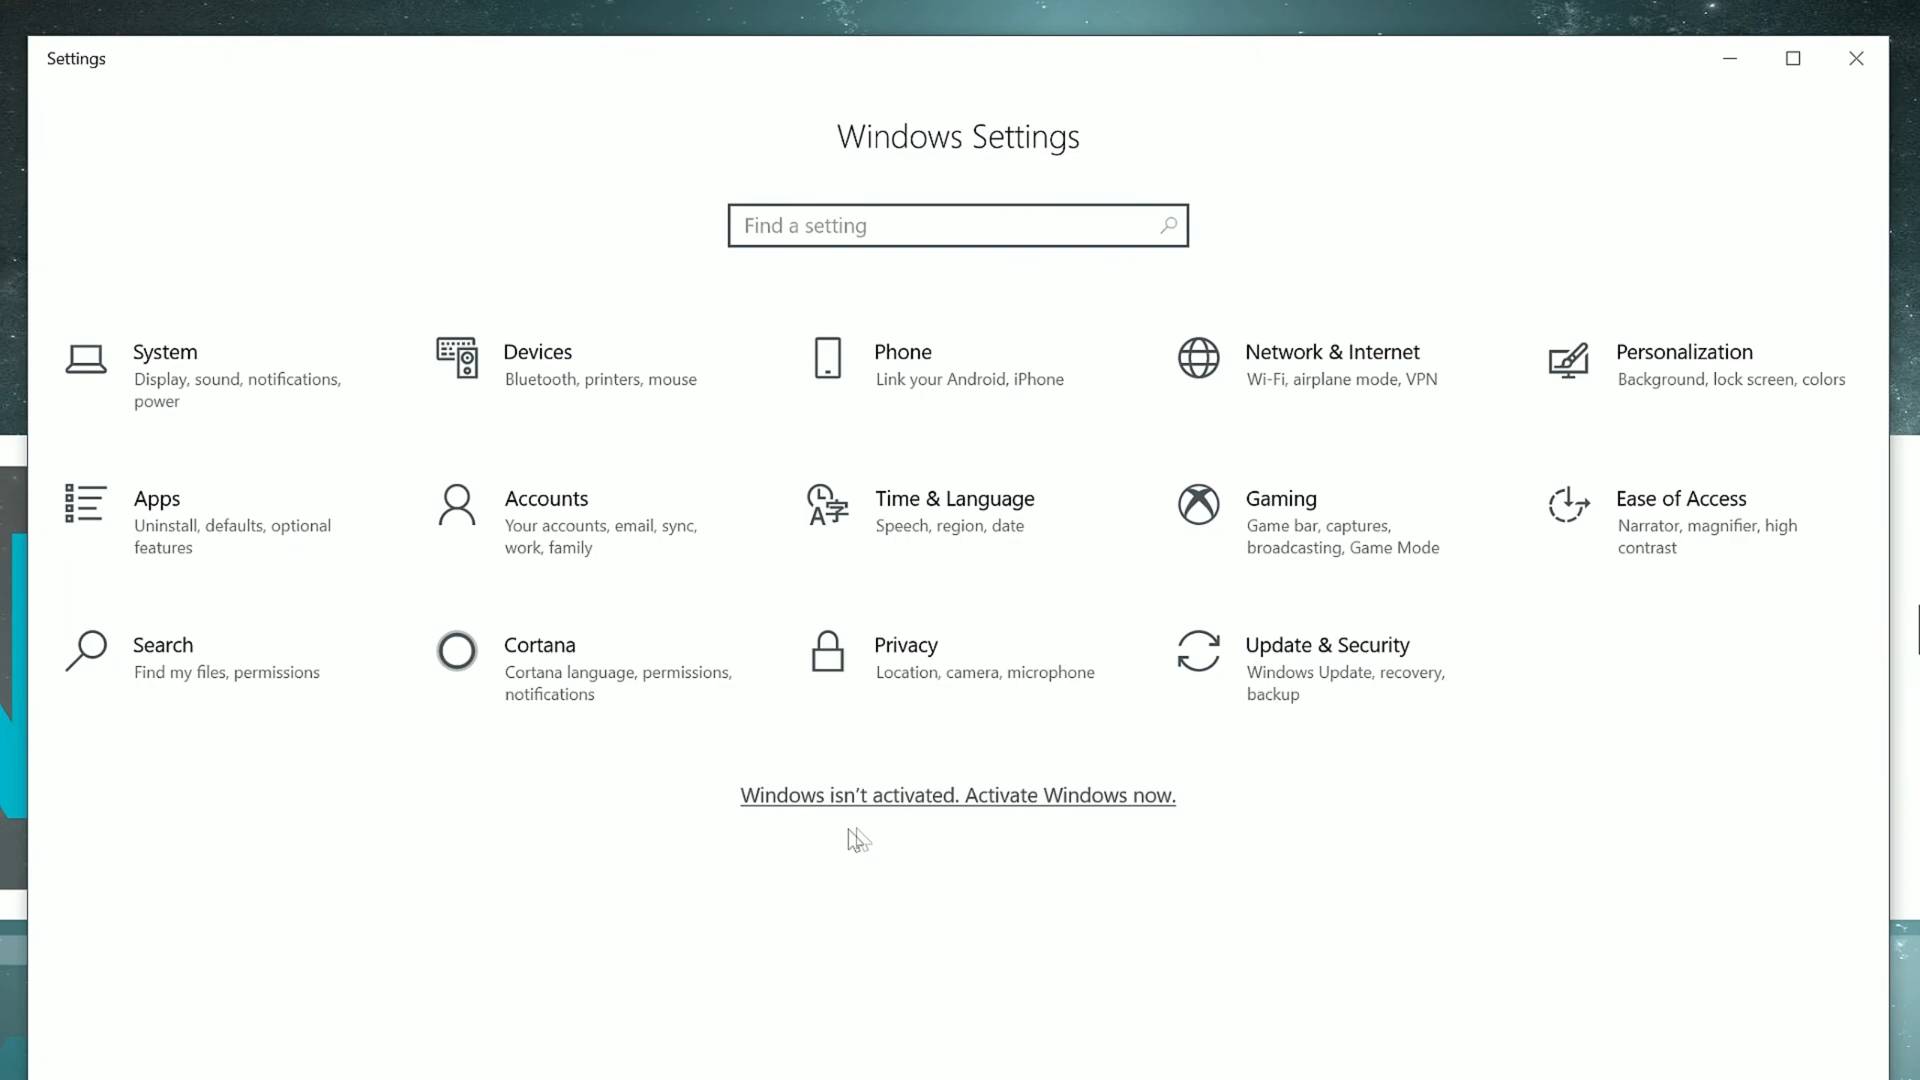 Settings
Windows Settings
Find a setting
System
Display, sound, notifications,
power
Devices
Bluetooth, printers, mouse
Phone
Link your Android, iPhone
Network & Internet
Wi-Fi, airplane mode, VPN
Personalization
Background, lock screen, colors
Apps
Uninstall, defaults, optional
features
Accounts
Your accounts, email, sync,
work, family
Time & Language
Speech, region, date
Gaming
Game bar, captures,
broadcasting, Game Mode
Ease of Access
Narrator, magnifier, high
contrast
Search
Find my files, permissions
Cortana
Cortana language, permissions,
notifications
Privacy
Location, camera, microphone
Update & Security
Windows Update, recovery,
backup
Windows isn't activated. Activate Windows now.